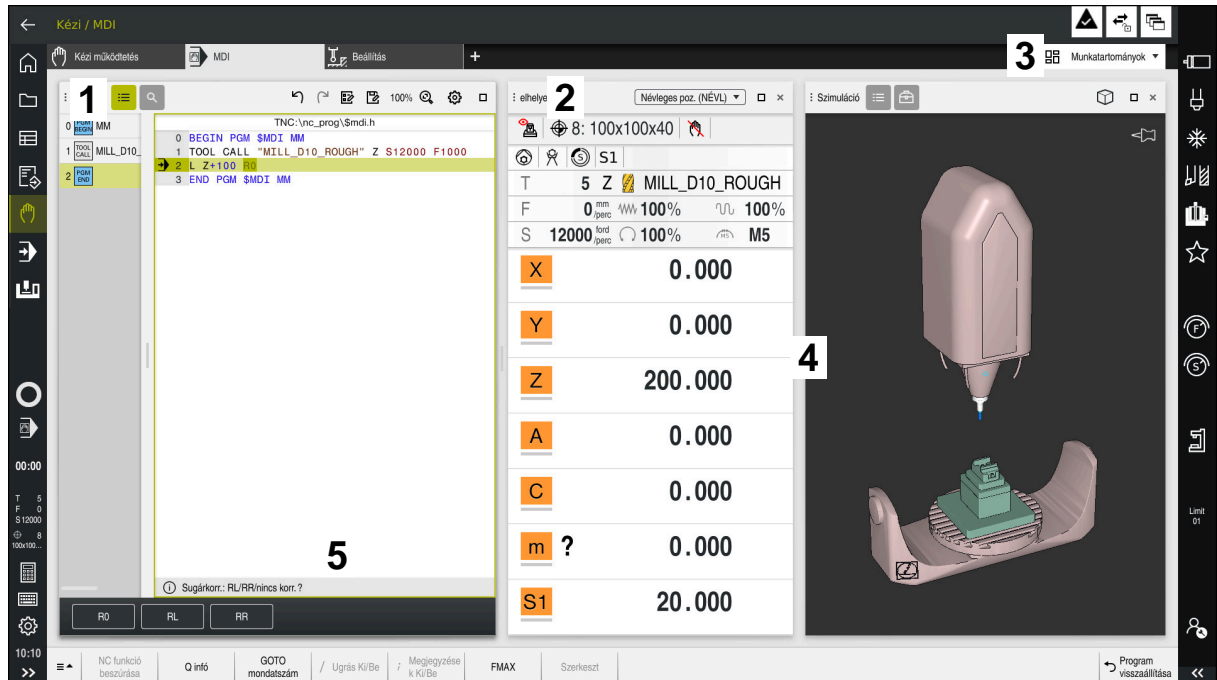 Kézi / MDI
Kézi működtetés
MDI
Beállítás
+
3
Munkatartományok
1
100%
0 PGM BEGIN MM
1 TOOL CALL MILL_D10_
2 PGM END
TNC:\nc_prog\$mdi.h
0 BEGIN PGM $MDI MM
1 TOOL CALL "MILL_D10_ROUGH" Z S12000 F1000
2 L Z+100 R0
3 END PGM $MDI MM
5
Sugárkorr.: RL/RR/nincs korr.?
R0 RL RR
elhelye
2
Névleges poz. (NÉVL)
8: 100x100x40
S1
T 5 Z MILL_D10_ROUGH
F 0 mm/perc 100% 100%
S 12000 ford/perc 100% M5
X 0.000
Y 0.000
Z 200.000
A 0.000
C 0.000
m ? 0.000
S1 20.000
4
Szimuláció
00:00
T 5
F 0
S 12000
8
100x100...
10:10
NC funkció
beszúrása
Q infó
GOTO
mondatszám
/ Ugrás Ki/Be
; Megjegyzése
k Ki/Be
FMAX
Szerkeszt
Program
visszaállítása
F
S
Limit
01